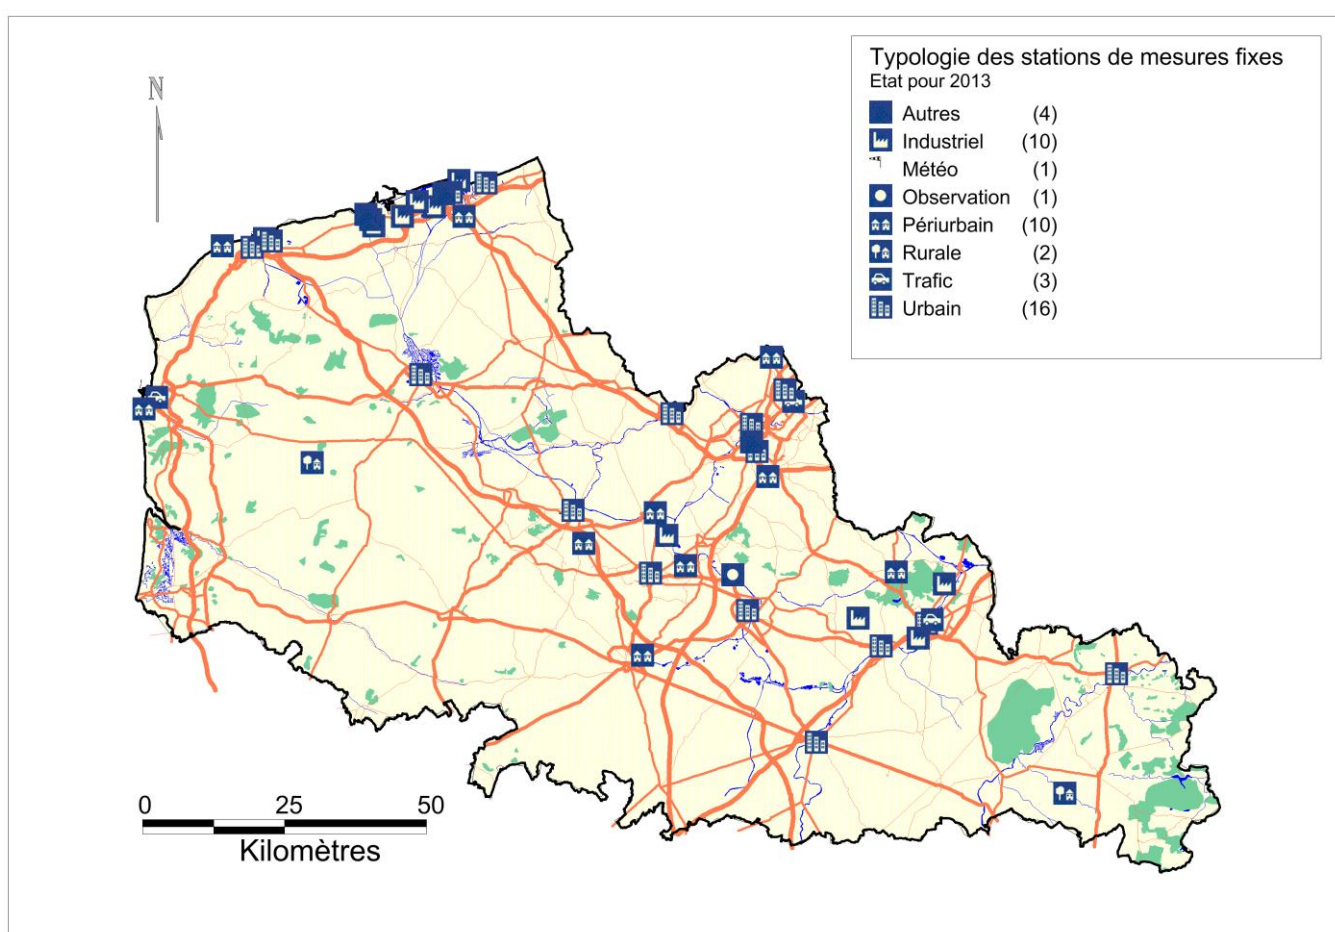 Typologie des stations de mesures fixes
Etat pour 2013
Autres (4)
Industriel (10)
Météo (1)
Observation (1)
Périurbain (10)
Rurale (2)
Trafic (3)
Urbain (16)
N
0 25 50
Kilomètres